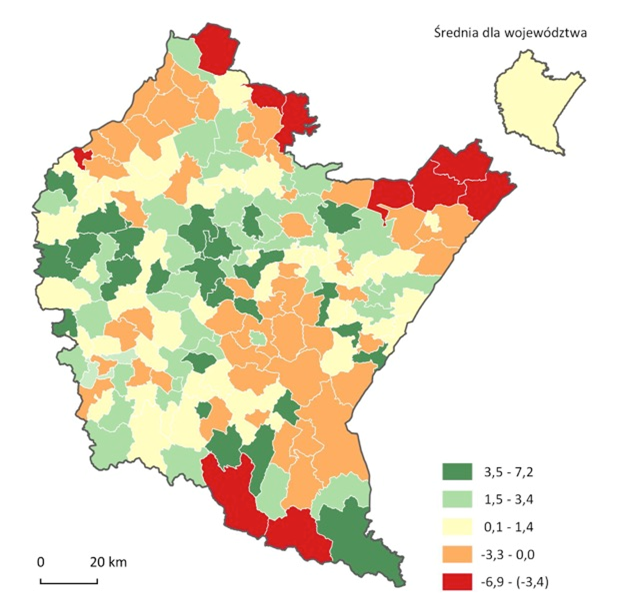 Średnia dla województwa
3,5 - 7,2
1,5 - 3,4
0,1 - 1,4
-3,3 - 0,0
-6,9 - (-3,4)
0 20 km